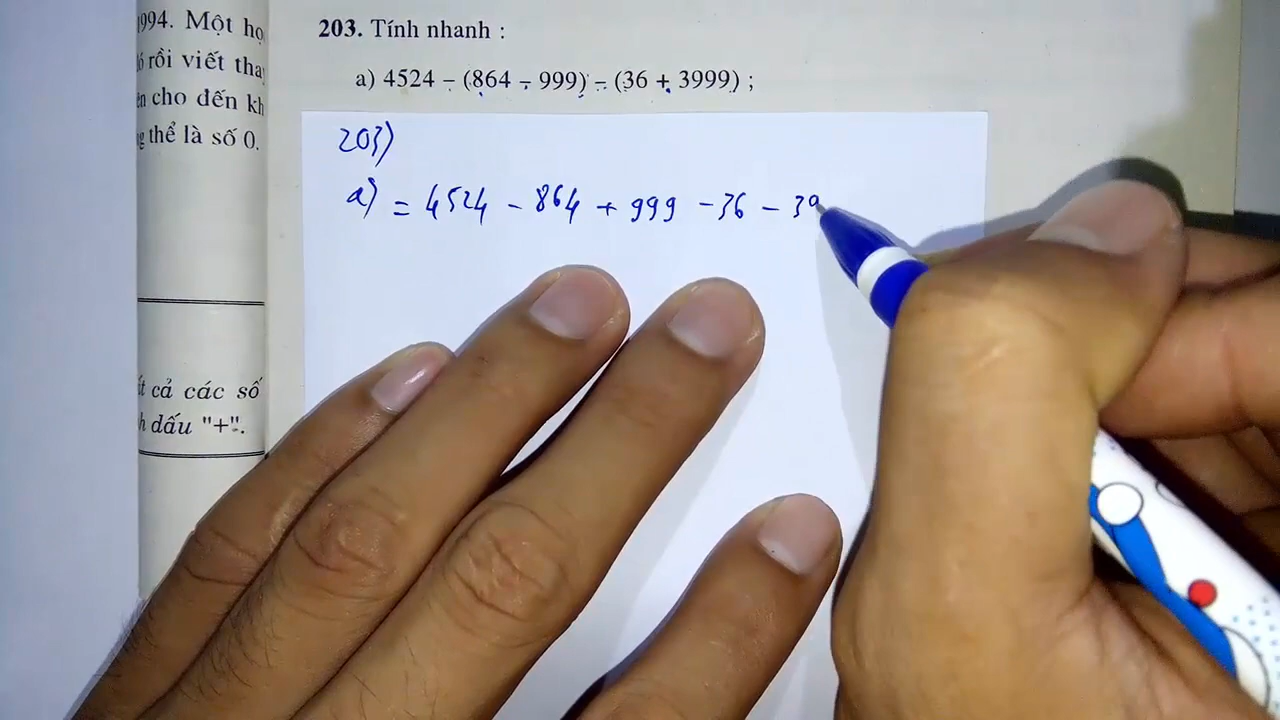 1994. Một họ
ó rồi viết tha
ên cho đến kh
g thể là số 0.
ất cả các số
h dấu "+".
203. Tính nhanh :
a) 4524 – (864 – 999) – (36 + 3999) ;
203)
a) = 4524 - 864 + 999 - 36 - 39